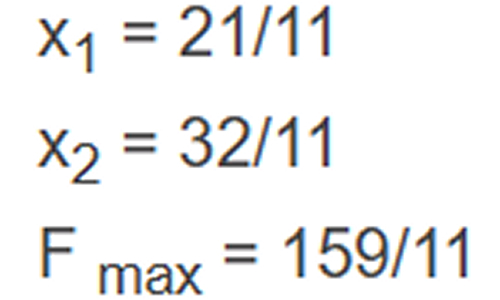 x₁ = 21/11
x₂ = 32/11
F max = 159/11